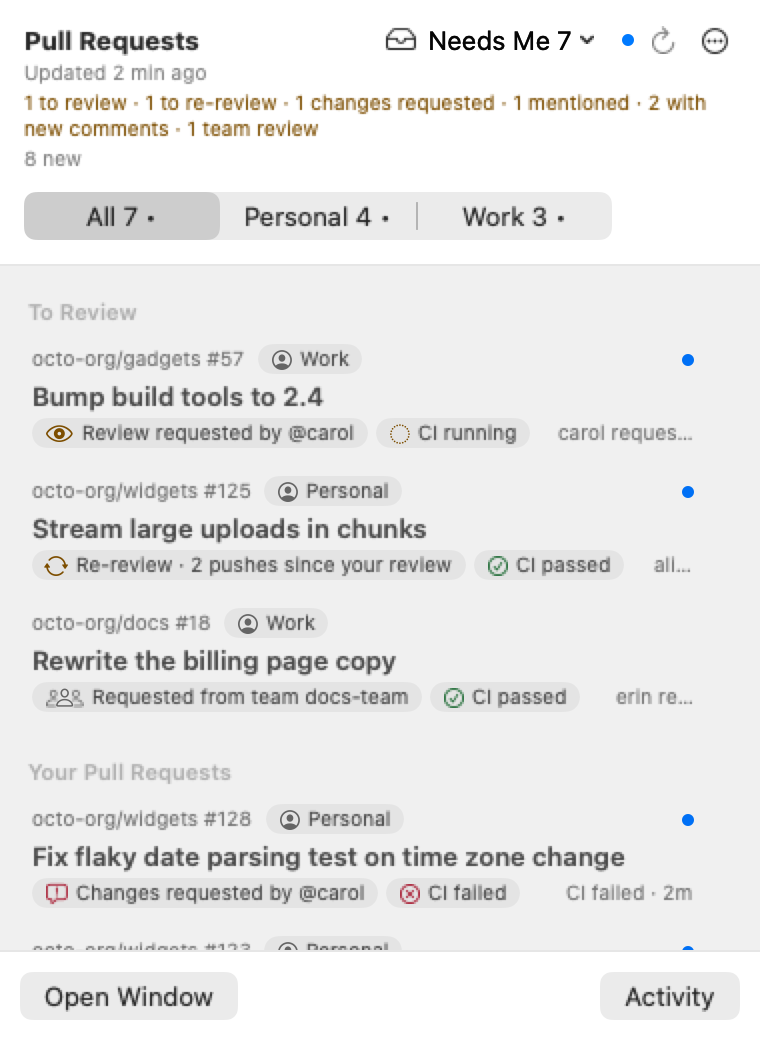 Pull Requests
Needs Me 7
Updated 2 min ago
1 to review · 1 to re-review · 1 changes requested · 1 mentioned · 2 with
new comments · 1 team review
8 new
All 7 •
Personal 4 •
Work 3 •
To Review
octo-org/gadgets #57 Work
Bump build tools to 2.4
Review requested by @carol CI running carol reques...
octo-org/widgets #125 Personal
Stream large uploads in chunks
Re-review · 2 pushes since your review CI passed ali...
octo-org/docs #18 Work
Rewrite the billing page copy
Requested from team docs-team CI passed erin re...
Your Pull Requests
octo-org/widgets #128 Personal
Fix flaky date parsing test on time zone change
Changes requested by @carol CI failed CI failed · 2m
octo-org/widgets #123 Personal
Open Window
Activity